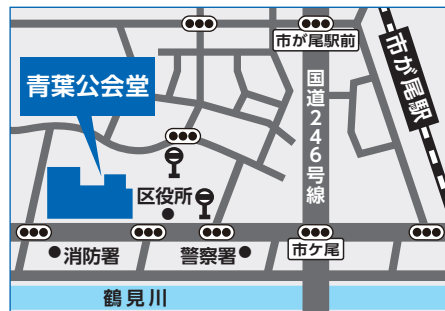 市が尾駅前
市が尾駅
青葉公会堂
国道246号線
区役所
消防署
警察署
市ケ尾
鶴見川